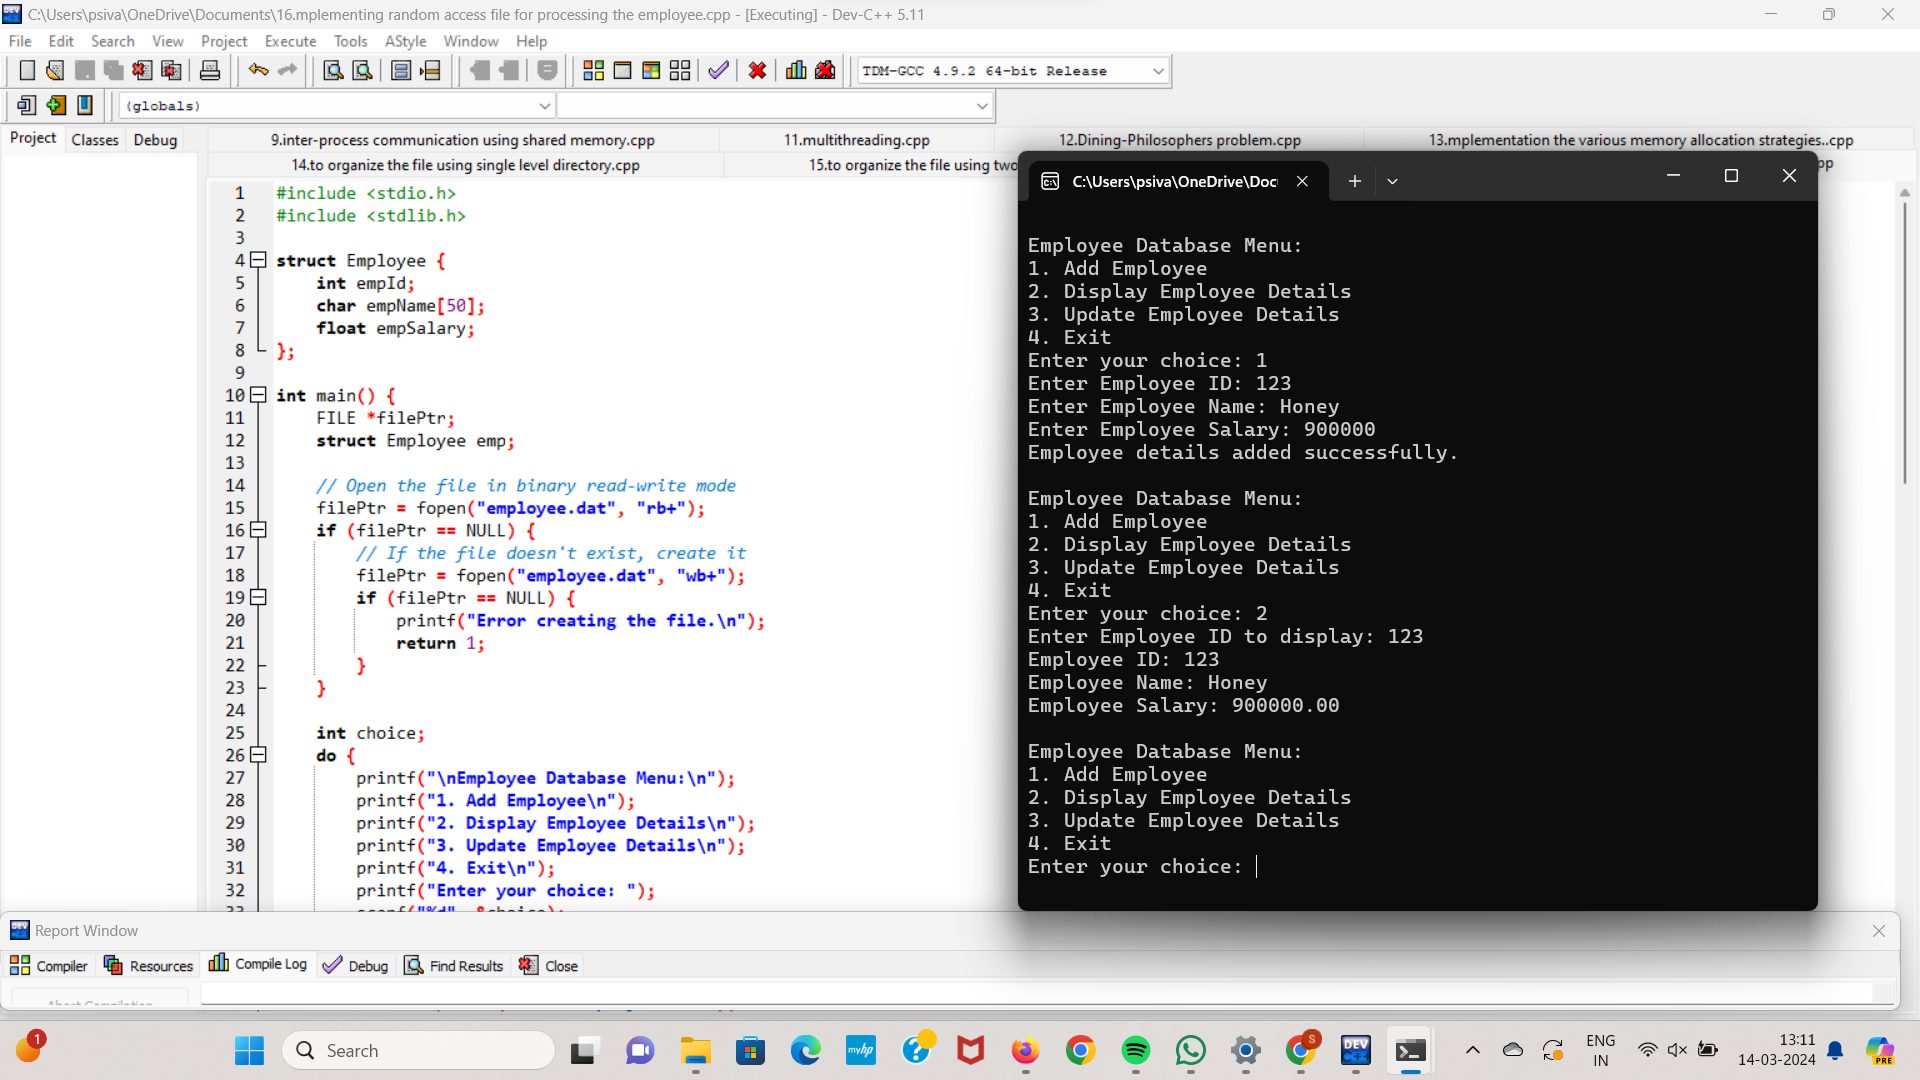 C:\Users\psiva\OneDrive\Documents\16.mplementing random access file for processing the employee.cpp - [Executing] - Dev-C++ 5.11
File Edit Search View Project Execute Tools AStyle Window Help
TDM-GCC 4.9.2 64-bit Release
(globals)
Project Classes Debug
9.inter-process communication using shared memory.cpp 11.multithreading.cpp 12.Dining-Philosophers problem.cpp 13.mplementation the various memory allocation strategies..cpp
14.to organize the file using single level directory.cpp 15.to organize the file using two pp
1 #include <stdio.h>
2 #include <stdlib.h>
3
4 struct Employee {
5 int empId;
6 char empName[50];
7 float empSalary;
8 };
9
10 int main() {
11 FILE *filePtr;
12 struct Employee emp;
13
14 // Open the file in binary read-write mode
15 filePtr = fopen("employee.dat", "rb+");
16 if (filePtr == NULL) {
17 // If the file doesn't exist, create it
18 filePtr = fopen("employee.dat", "wb+");
19 if (filePtr == NULL) {
20 printf("Error creating the file.\n");
21 return 1;
22 }
23 }
24
25 int choice;
26 do {
27 printf("\nEmployee Database Menu:\n");
28 printf("1. Add Employee\n");
29 printf("2. Display Employee Details\n");
30 printf("3. Update Employee Details\n");
31 printf("4. Exit\n");
32 printf("Enter your choice: ");
33 scanf("%d", &choice);
C:\Users\psiva\OneDrive\Doc
Employee Database Menu:
1. Add Employee
2. Display Employee Details
3. Update Employee Details
4. Exit
Enter your choice: 1
Enter Employee ID: 123
Enter Employee Name: Honey
Enter Employee Salary: 900000
Employee details added successfully.
Employee Database Menu:
1. Add Employee
2. Display Employee Details
3. Update Employee Details
4. Exit
Enter your choice: 2
Enter Employee ID to display: 123
Employee ID: 123
Employee Name: Honey
Employee Salary: 900000.00
Employee Database Menu:
1. Add Employee
2. Display Employee Details
3. Update Employee Details
4. Exit
Enter your choice:
Report Window
Compiler Resources Compile Log Debug Find Results Close
Abort Compilation
1 Search myhp S DEV PRE
ENG
IN
13:11
14-03-2024